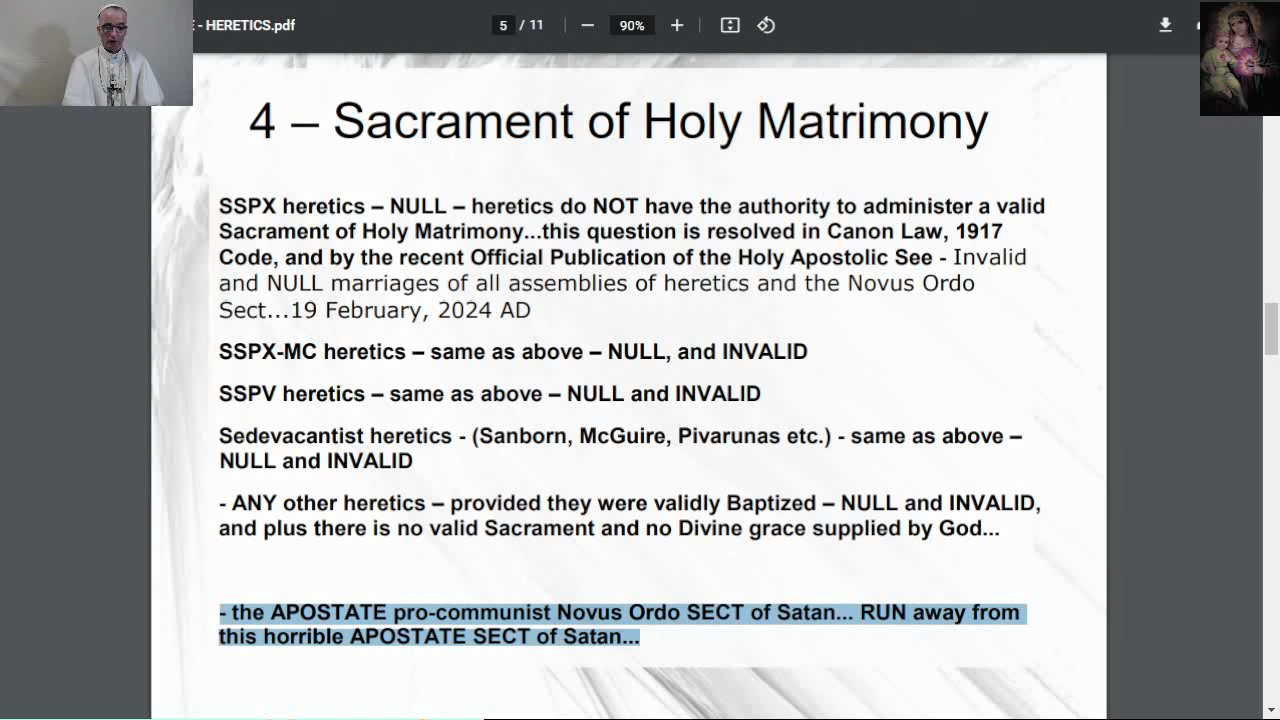 - HERETICS.pdf
5 / 11
90%
4 – Sacrament of Holy Matrimony
SSPX heretics – NULL – heretics do NOT have the authority to administer a valid
Sacrament of Holy Matrimony...this question is resolved in Canon Law, 1917
Code, and by the recent Official Publication of the Holy Apostolic See - Invalid
and NULL marriages of all assemblies of heretics and the Novus Ordo
Sect...19 February, 2024 AD
SSPX-MC heretics – same as above – NULL, and INVALID
SSPV heretics – same as above – NULL and INVALID
Sedevacantist heretics - (Sanborn, McGuire, Pivarunas etc.) - same as above –
NULL and INVALID
- ANY other heretics – provided they were validly Baptized – NULL and INVALID,
and plus there is no valid Sacrament and no Divine grace supplied by God...
- the APOSTATE pro-communist Novus Ordo SECT of Satan... RUN away from
this horrible APOSTATE SECT of Satan...